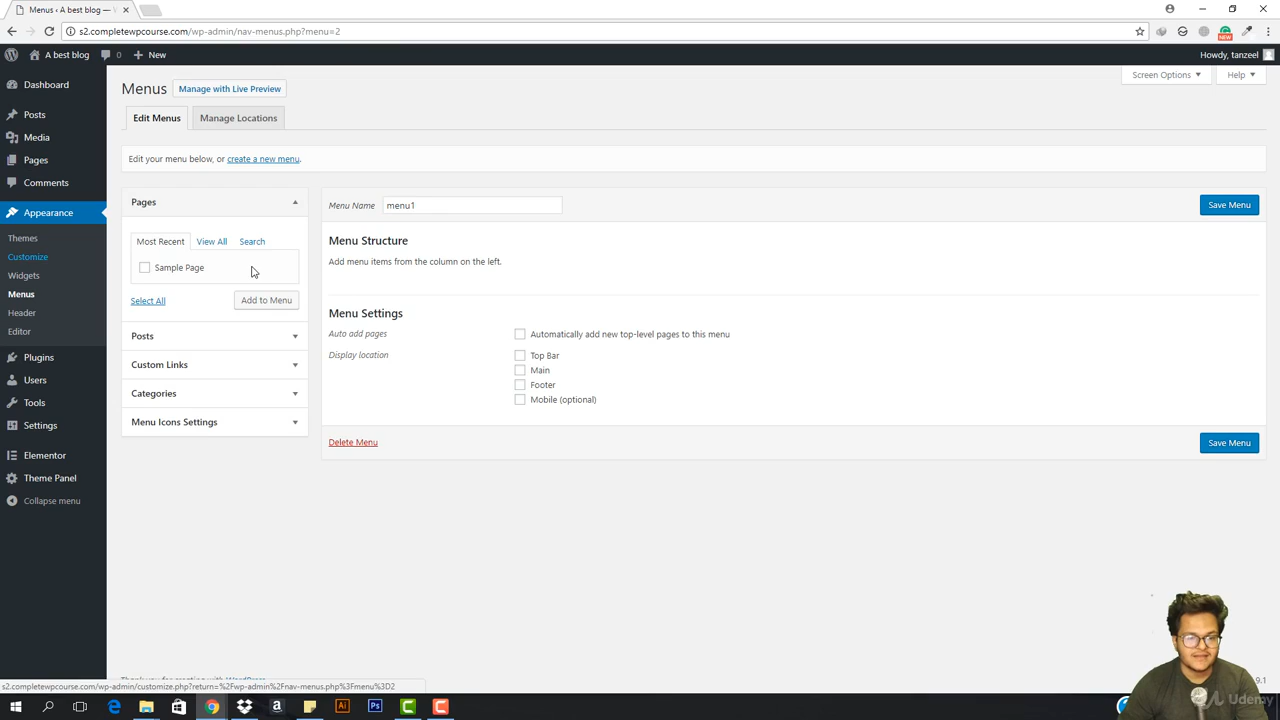 Menus ‹ A best blog — W
s2.completewpcourse.com/wp-admin/nav-menus.php?menu=2
NEW
A best blog 0 New
Howdy, tanzeel
Screen Options Help
Menus Manage with Live Preview
Edit Menus Manage Locations
Edit your menu below, or create a new menu.
Dashboard
Posts
Media
Pages
Comments
Appearance
Themes
Customize
Widgets
Menus
Header
Editor
Plugins
Users
Tools
Settings
Elementor
Theme Panel
Collapse menu
Pages
Most Recent View All Search
Sample Page
Select All Add to Menu
Posts
Custom Links
Categories
Menu Icons Settings
Menu Name menu1 Save Menu
Menu Structure
Add menu items from the column on the left.
Menu Settings
Auto add pages Automatically add new top-level pages to this menu
Display location Top Bar
Main
Footer
Mobile (optional)
Delete Menu Save Menu
s2.completewpcourse.com/wp-admin/customize.php?return=%2Fwp-admin%2Fnav-menus.php%3Fmenu%3D2
9.1
Udemy